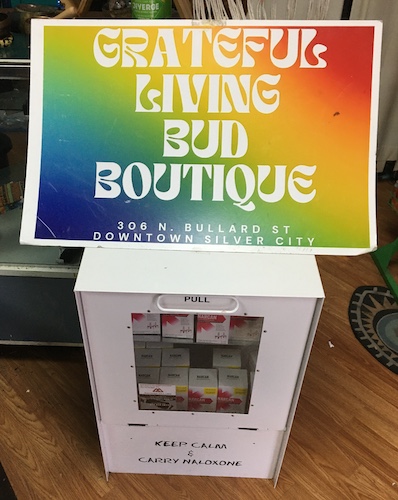 GRATEFUL
LIVING
BUD
BOUTIQUE
306 N. BULLARD ST
DOWNTOWN SILVER CITY
PULL
KEEP CALM
&
CARRY NALOXONE